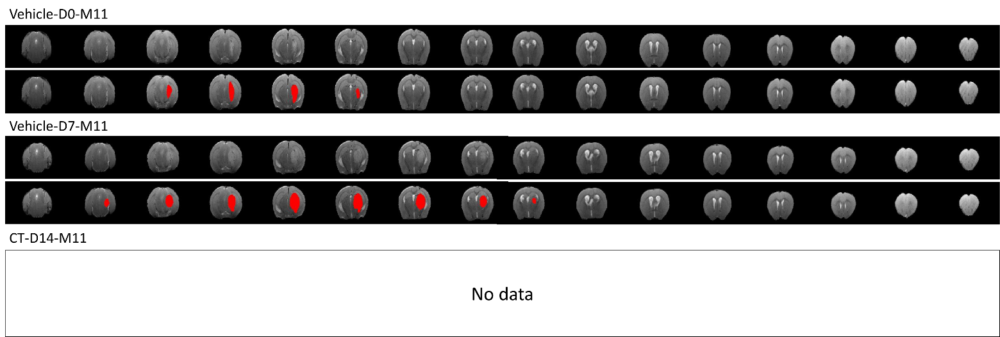 Vehicle-D0-M11
Vehicle-D7-M11
CT-D14-M11
No data